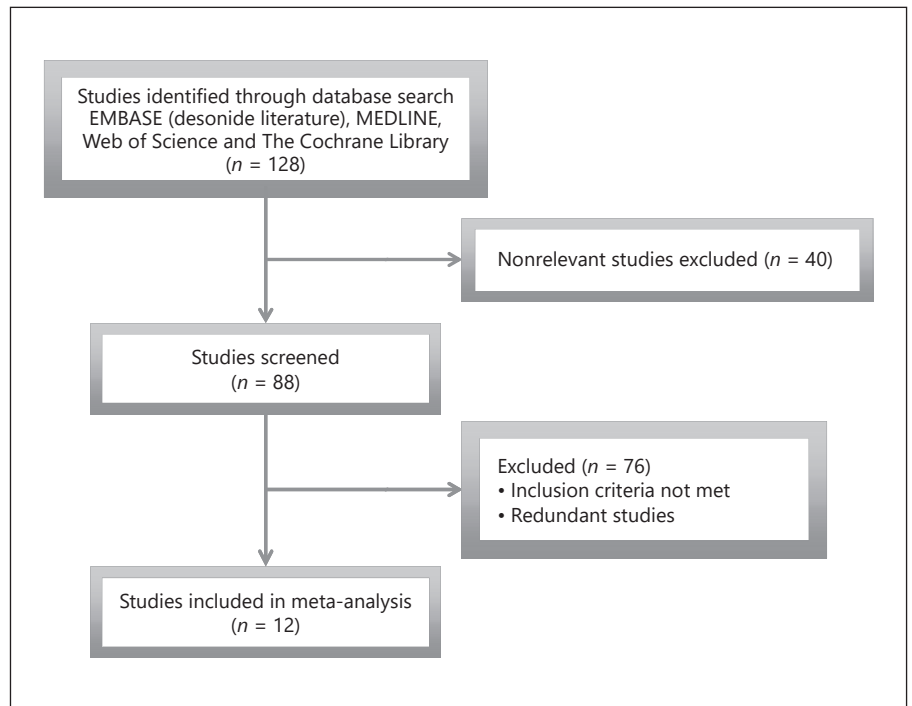 Studies identified through database search
EMBASE (desonide literature), MEDLINE,
Web of Science and The Cochrane Library
(n = 128)
Nonrelevant studies excluded (n = 40)
Studies screened
(n = 88)
Excluded (n = 76)
• Inclusion criteria not met
• Redundant studies
Studies included in meta-analysis
(n = 12)